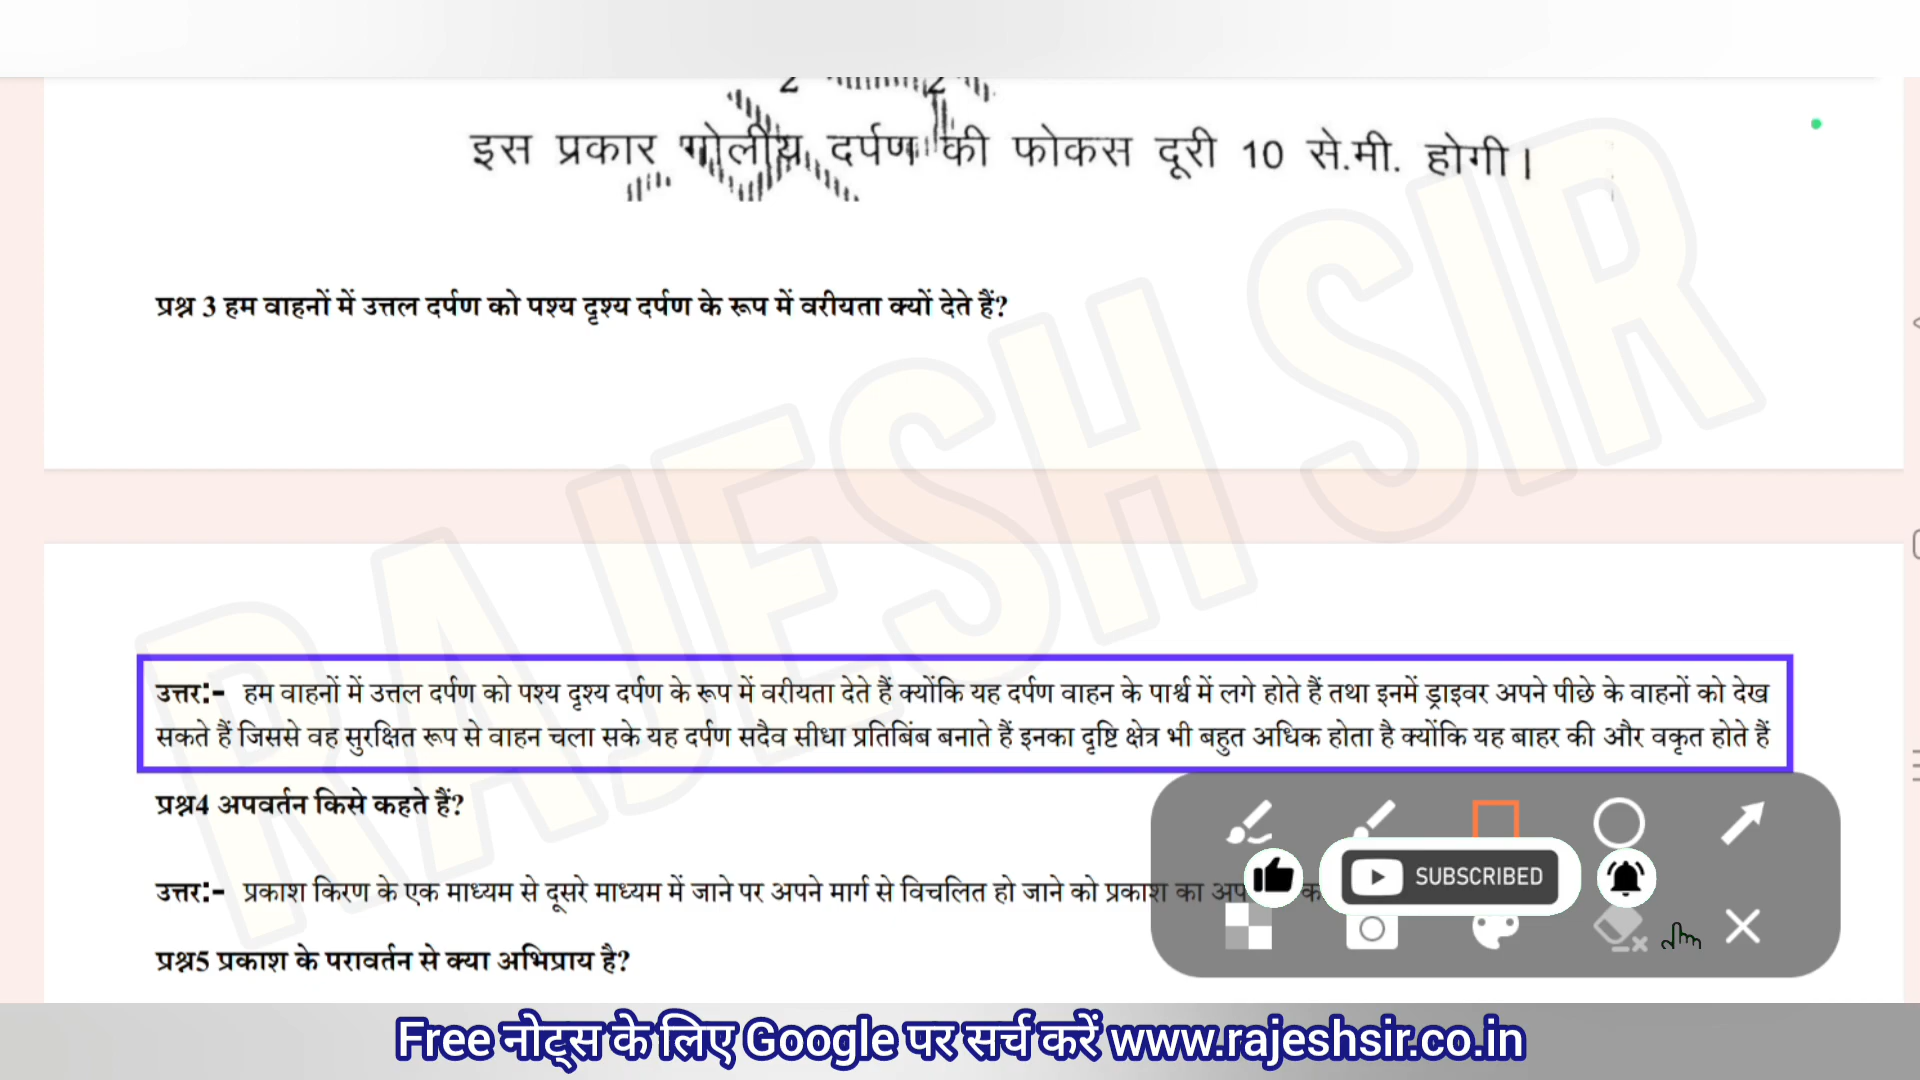 2 2
इस प्रकार गोलीय दर्पण की फोकस दूरी 10 से.मी. होगी।
प्रश्न 3 हम वाहनों में उत्तल दर्पण को पश्य दृश्य दर्पण के रूप में वरीयता क्यों देते हैं?
RAJESH SIR
उत्तर:- हम वाहनों में उत्तल दर्पण को पश्य दृश्य दर्पण के रूप में वरीयता देते हैं क्योंकि यह दर्पण वाहन के पार्श्व में लगे होते हैं तथा इनमें ड्राइवर अपने पीछे के वाहनों को देख
सकते हैं जिससे वह सुरक्षित रूप से वाहन चला सके यह दर्पण सदैव सीधा प्रतिबिंब बनाते हैं इनका दृष्टि क्षेत्र भी बहुत अधिक होता है क्योंकि यह बाहर की और वकृत होते हैं
प्रश्न4 अपवर्तन किसे कहते हैं?
उत्तर:- प्रकाश किरण के एक माध्यम से दूसरे माध्यम में जाने पर अपने मार्ग से विचलित हो जाने को प्रकाश का
SUBSCRIBED
प्रश्न5 प्रकाश के परावर्तन से क्या अभिप्राय है?
Free नोट्स के लिए Google पर सर्च करें www.rajeshsir.co.in